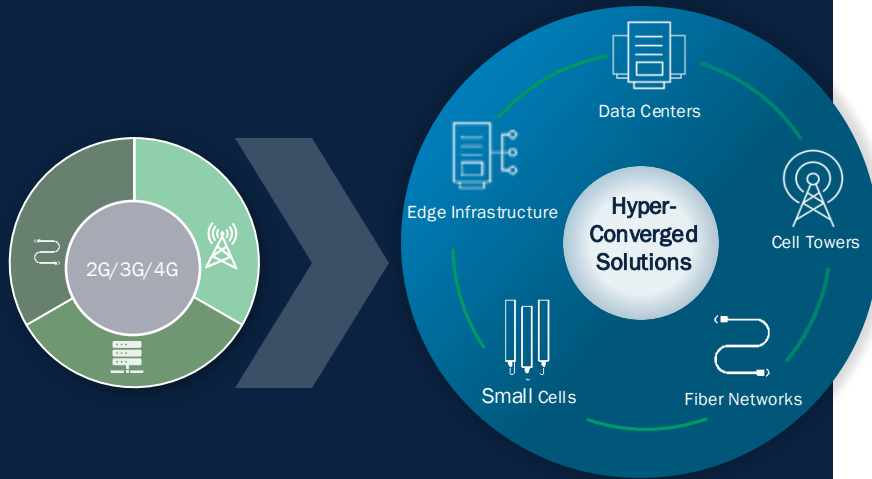 2G/3G/4G
Data Centers
Edge Infrastructure
Hyper-
Converged
Solutions
Cell Towers
Small Cells
Fiber Networks